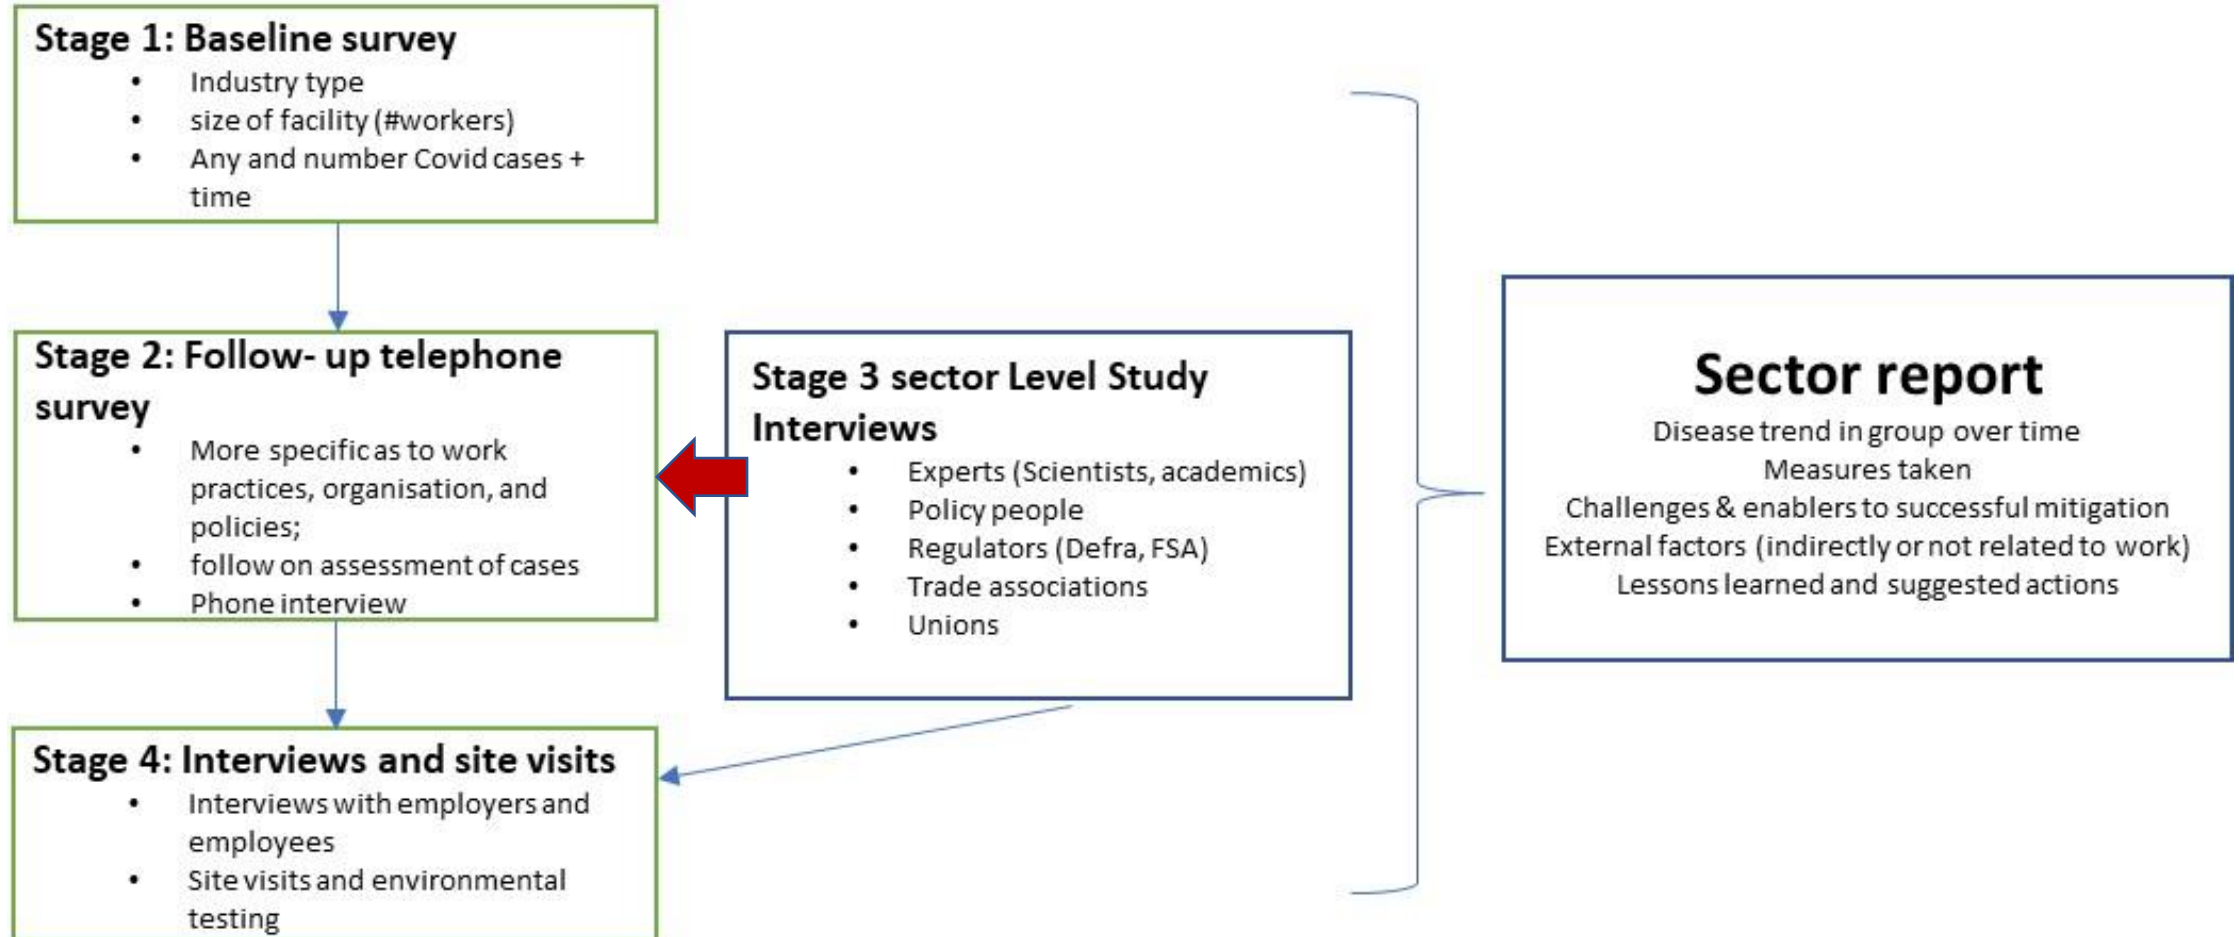 Stage 1: Baseline survey
• Industry type
• size of facility (#workers)
• Any and number Covid cases +
time
Stage 2: Follow- up telephone
survey
• More specific as to work
practices, organisation, and
policies;
• follow on assessment of cases
• Phone interview
Stage 3 sector Level Study
Interviews
• Experts (Scientists, academics)
• Policy people
• Regulators (Defra, FSA)
• Trade associations
• Unions
Stage 4: Interviews and site visits
• Interviews with employers and
employees
• Site visits and environmental
testing
Sector report
Disease trend in group over time
Measures taken
Challenges & enablers to successful mitigation
External factors (indirectly or not related to work)
Lessons learned and suggested actions